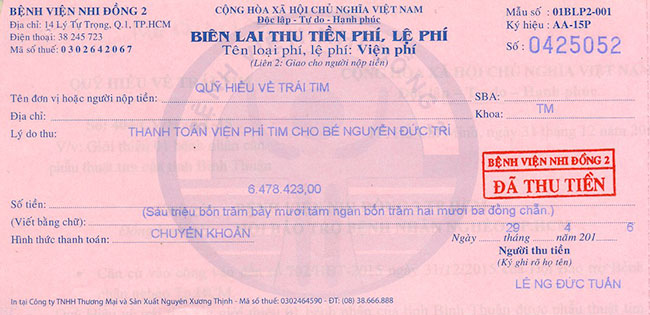 BỆNH VIỆN NHI ĐỒNG 2
Địa chỉ: 14 Lý Tự Trọng, Q.1, TP.HCM
Điện thoại: 38 245 723
Mã số thuế: 0302642067
CỘNG HÒA XÃ HỘI CHỦ NGHĨA VIỆT NAM
Độc lập - Tự do - Hạnh phúc
BIÊN LAI THU TIỀN PHÍ, LỆ PHÍ
Tên loại phí, lệ phí: Viện phí
(Liên 2: Giao cho người nộp tiền)
Mẫu số : 01BLP2-001
Ký hiệu : AA-15P
Số : 0425052
QUỸ HIỂU VỀ TRÁI TIM
Tên đơn vị hoặc người nộp tiền:
SBA:
Địa chỉ:
Khoa: TM
Lý do thu: THANH TOÁN VIỆN PHÍ TIM CHO BÉ NGUYỄN ĐỨC TRÍ
BỆNH VIỆN NHI ĐỒNG 2
ĐÃ THU TIỀN
Số tiền: 6.478.423,00
(Viết bằng chữ): (Sáu triệu bốn trăm bảy mươi tám ngàn bốn trăm hai mươi ba đồng chẵn.)
Hình thức thanh toán: CHUYỂN KHOẢN
Ngày 29 tháng 4 năm 201 6
Người thu tiền
(Ký ghi rõ họ tên)
LÊ NG ĐỨC TUẤN
In tại Công ty TNHH Thương Mại và Sản Xuất Nguyên Xương Thịnh - Mã số thuế: 0302464590 - ĐT: (08) 38.666.888